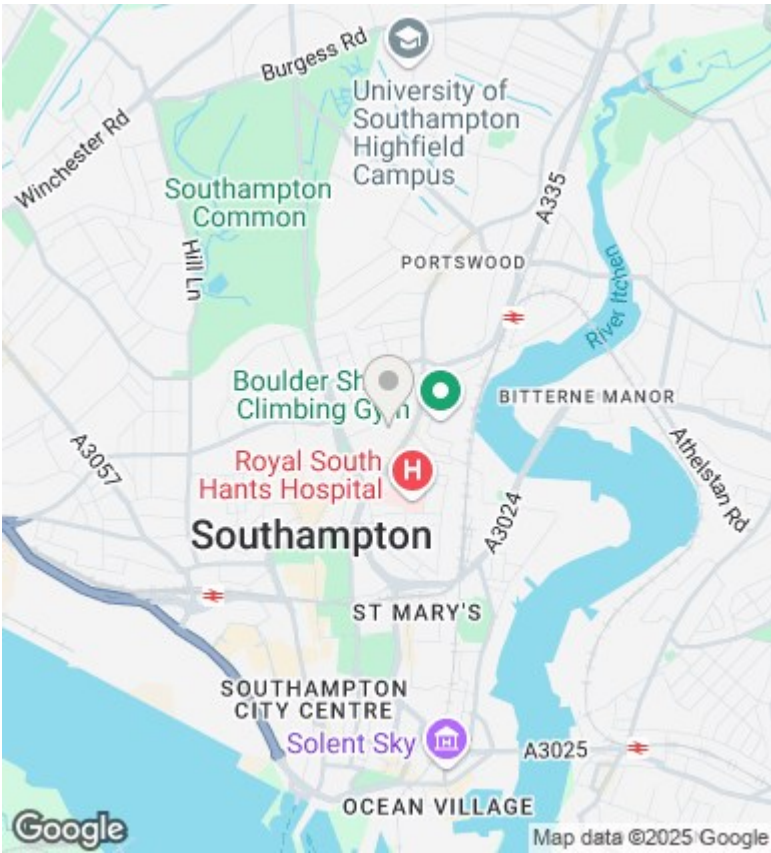 Burgess Rd
University of
Southampton
Highfield
Campus
Winchester Rd
Southampton
Common
A335
Hill Ln
PORTSWOOD
River Itchen
Boulder Sh
Climbing Gym
BITTERNE MANOR
A3057
Athelstan Rd
Royal South
Hants Hospital
H
A3024
Southampton
ST MARY'S
SOUTHAMPTON
CITY CENTRE
Solent Sky
A3025
OCEAN VILLAGE
Google
Map data ©2025 Google